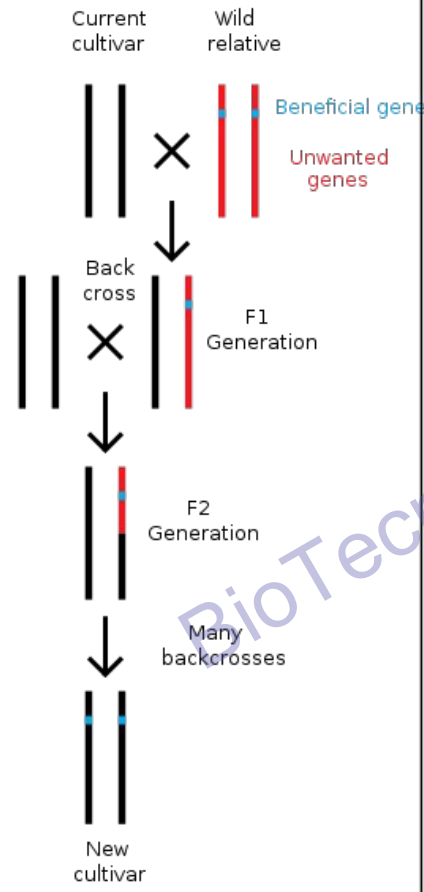 Current
cultivar
Wild
relative
Beneficial gene
Unwanted
genes
Back
cross
F1
Generation
F2
Generation
Many
backcrosses
New
cultivar